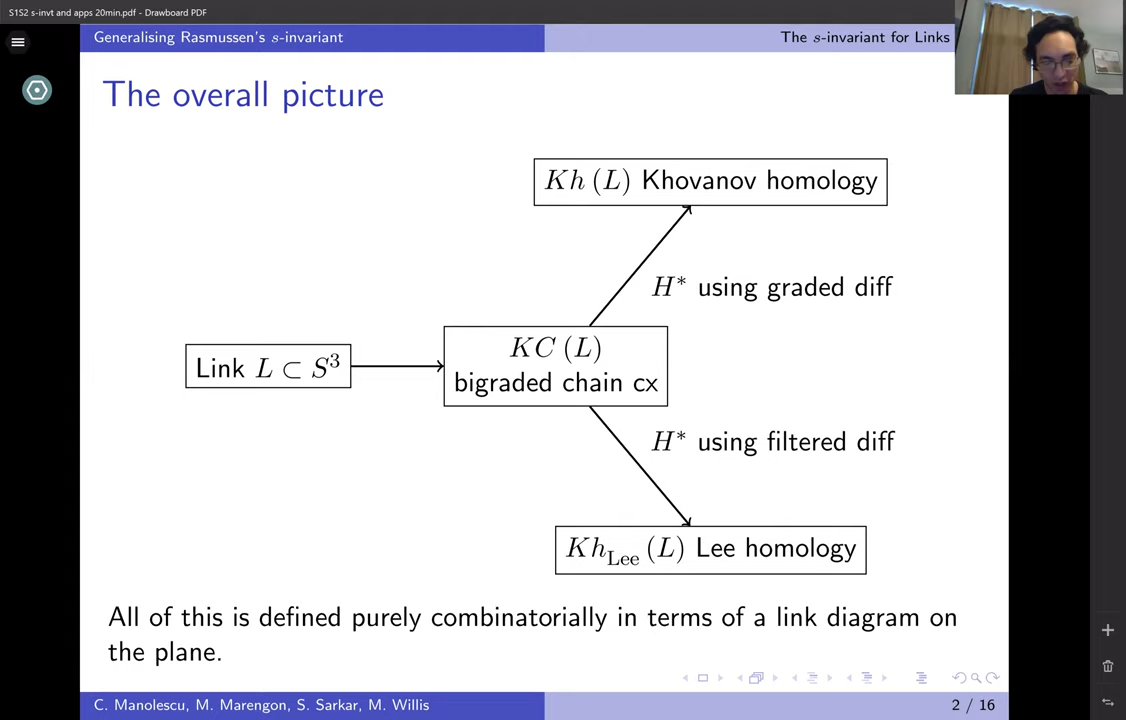 S1S2 s-invt and apps 20min.pdf - Drawboard PDF
Generalising Rasmussen's s-invariant
The s-invariant for Links
The overall picture
Kh (L) Khovanov homology
H* using graded diff
Link L ⊂ S³
KC (L)
bigraded chain cx
H* using filtered diff
Kh_Lee (L) Lee homology
All of this is defined purely combinatorially in terms of a link diagram on
the plane.
C. Manolescu, M. Marengon, S. Sarkar, M. Willis
2 / 16